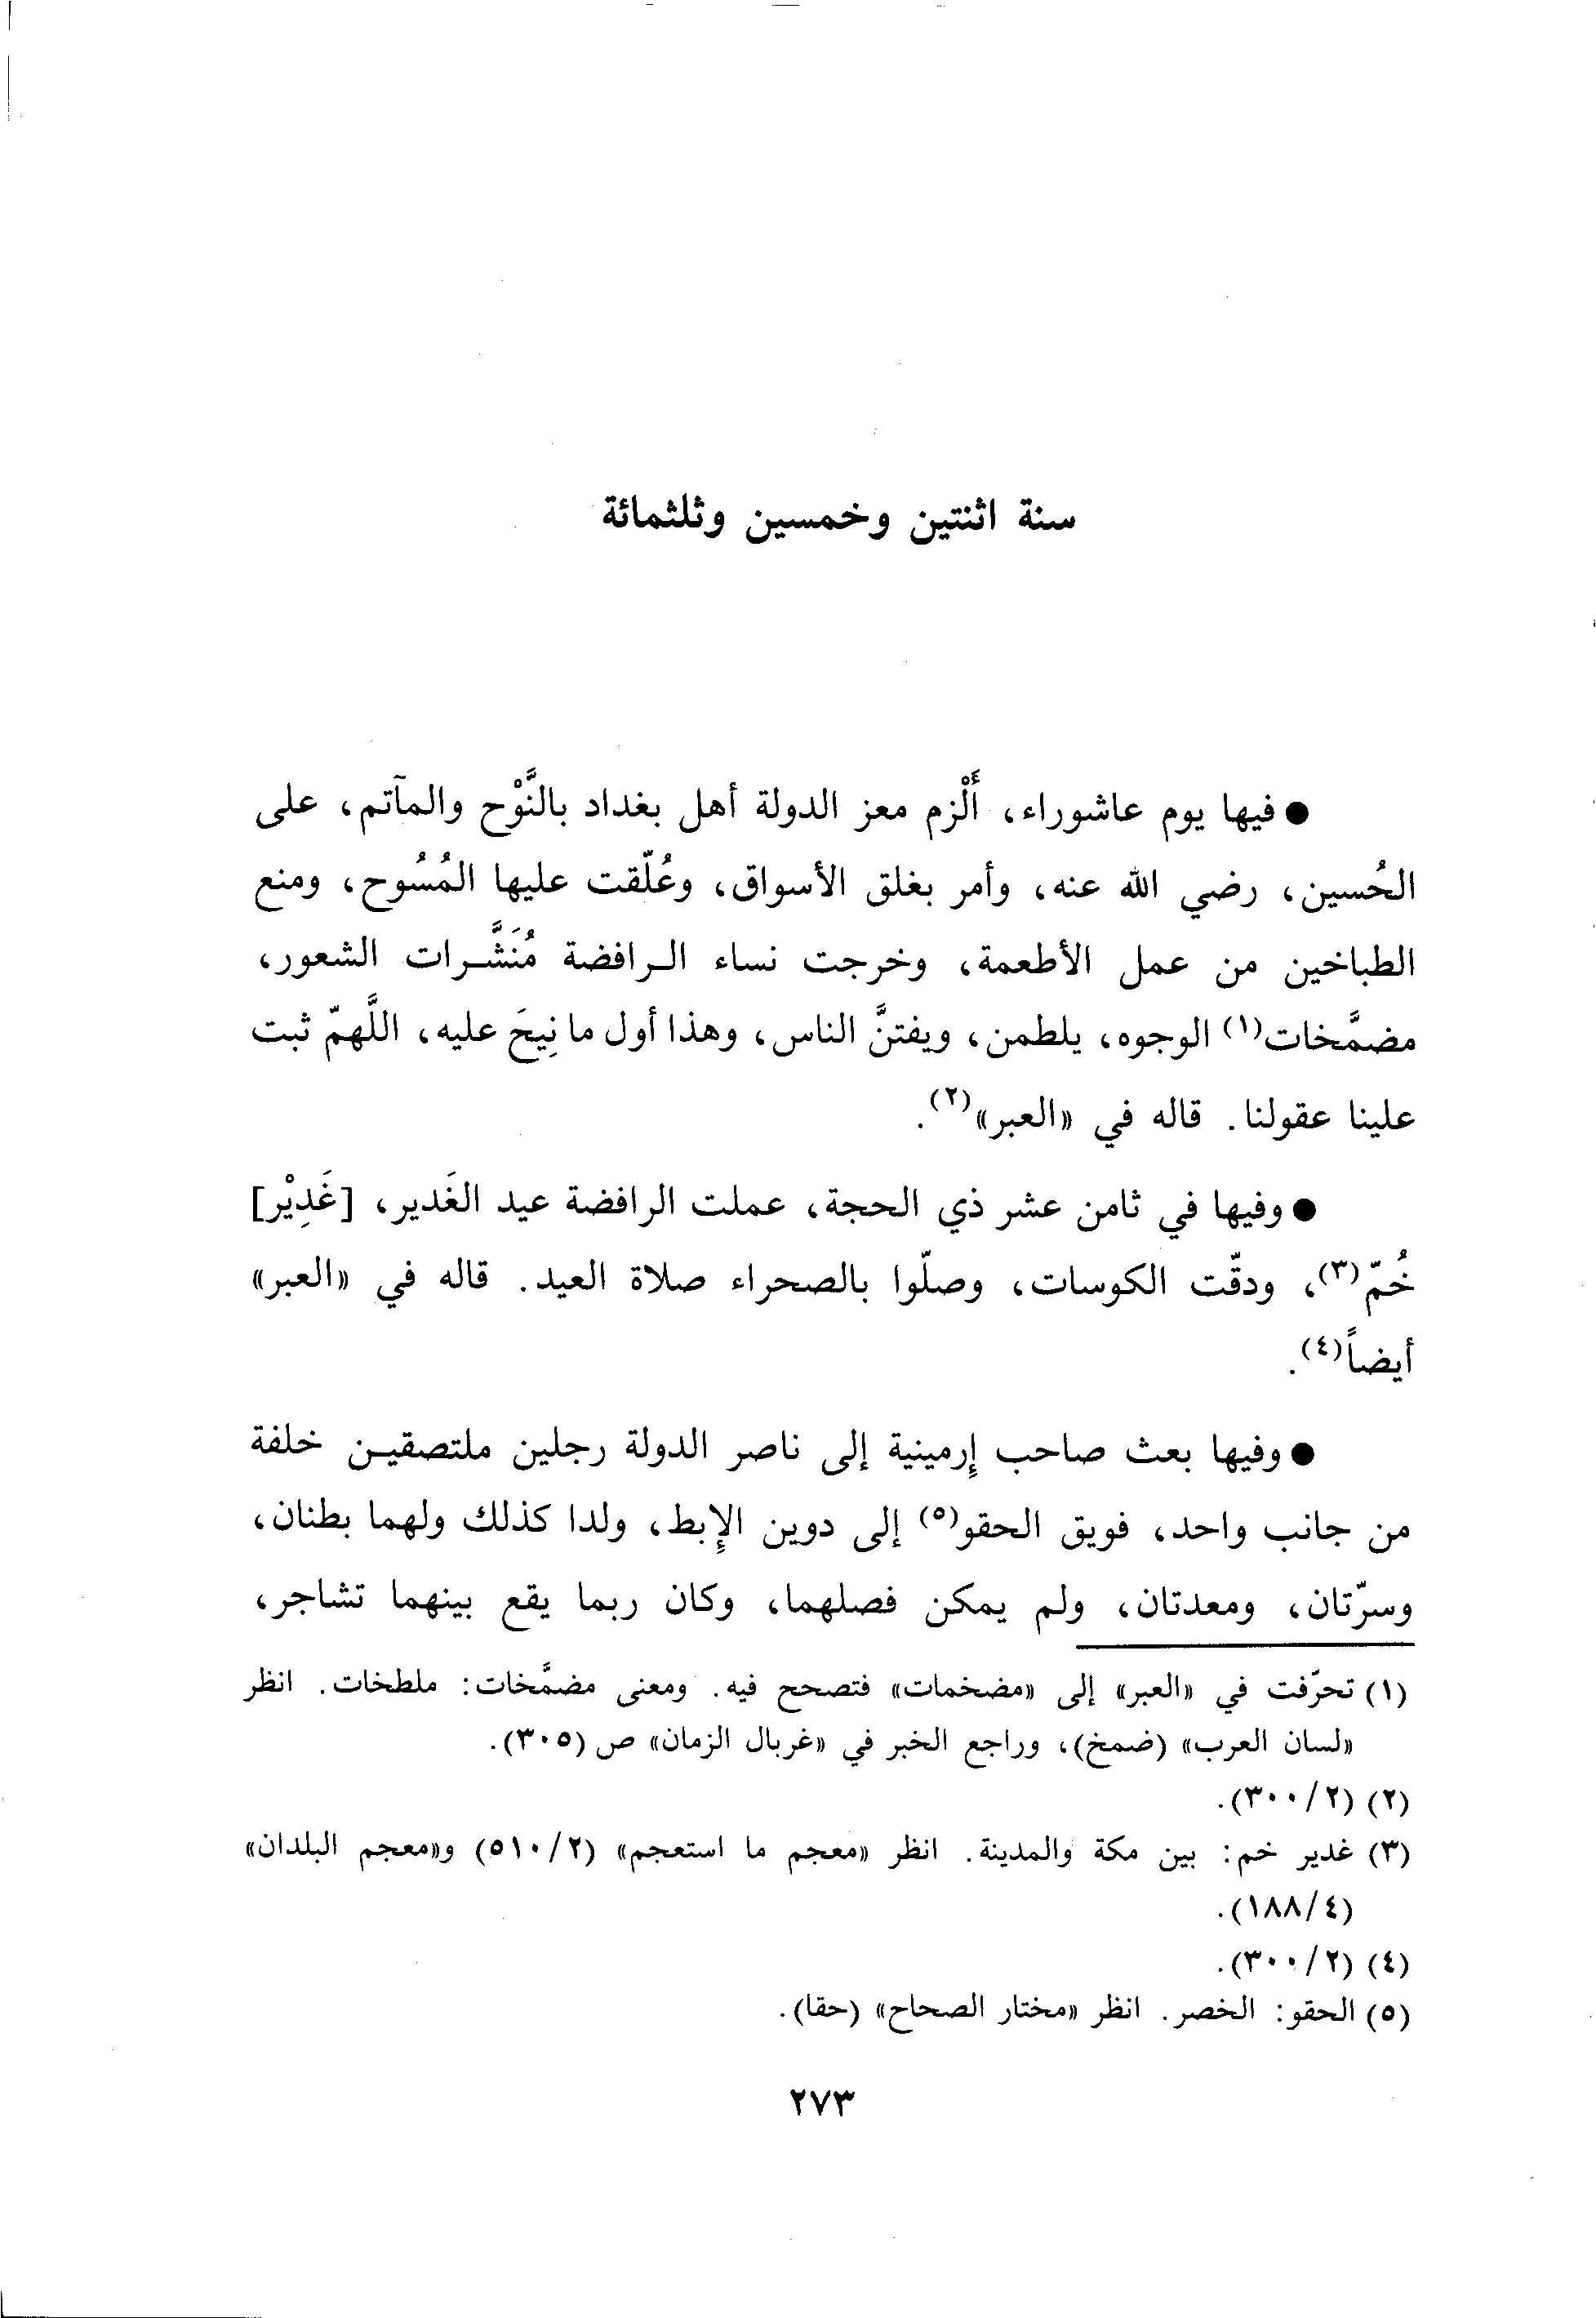 سنة اثنتين وخمسين وثلثمائة
● فيها يوم عاشوراء، أَلْزم معز الدولة أهل بغداد بالنَّوْح والمآتم، على
الحُسين، رضي الله عنه، وأمر بغلق الأسواق، وعُلّقت عليها المُسُوح، ومنع
الطباخين من عمل الأطعمة، وخرجت نساء الرافضة مُنَشَّرات الشعور،
مضمَّخات(١) الوجوه، يلطمن، ويفتنَّ الناس، وهذا أول ما نِيحَ عليه، اللَّهمّ ثبت
علينا عقولنا. قاله في «العبر»(٢).
● وفيها في ثامن عشر ذي الحجة، عملت الرافضة عيد الغَدير، [غَدِيْر]
خُمّ(٣)، ودقّت الكوسات، وصلّوا بالصحراء صلاة العيد. قاله في «العبر»
أيضاً(٤).
● وفيها بعث صاحب إرمينية إلى ناصر الدولة رجلين ملتصقين خلفة
من جانب واحد، فويق الحقو(٥) إلى دوين الإبط، ولدا كذلك ولهما بطنان،
وسرّتان، ومعدتان، ولم يمكن فصلهما، وكان ربما يقع بينهما تشاجر،
(١) تحرّفت في «العبر» إلى «مضخمات» فتصحح فيه. ومعنى مضمَّخات: ملطخات. انظر
«لسان العرب» (ضمخ)، وراجع الخبر في «غربال الزمان» ص (٣٠٥).
(٢) (٢/ ٣٠٠).
(٣) غدير خم: بين مكة والمدينة. انظر «معجم ما استعجم» (٢/ ٥١٠) و«معجم البلدان»
(٤/ ١٨٨).
(٤) (٢/ ٣٠٠).
(٥) الحقو: الخصر. انظر «مختار الصحاح» (حقا).
٢٧٣